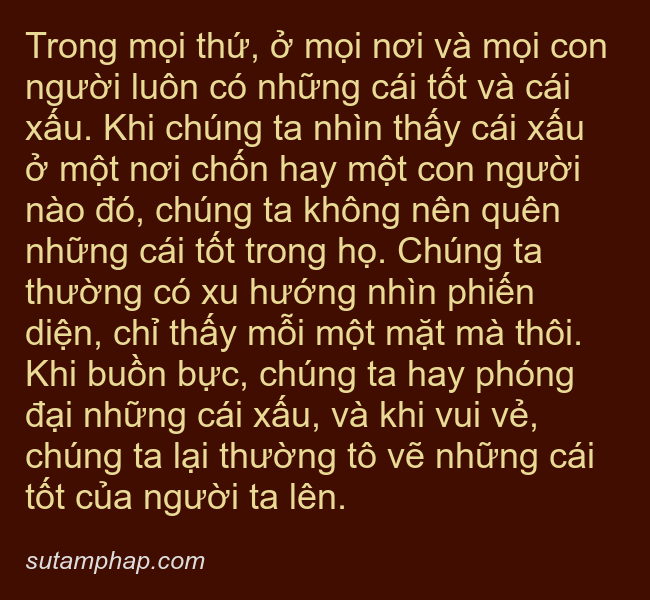 Trong mọi thứ, ở mọi nơi và mọi con
người luôn có những cái tốt và cái
xấu. Khi chúng ta nhìn thấy cái xấu
ở một nơi chốn hay một con người
nào đó, chúng ta không nên quên
những cái tốt trong họ. Chúng ta
thường có xu hướng nhìn phiến
diện, chỉ thấy mỗi một mặt mà thôi.
Khi buồn bực, chúng ta hay phóng
đại những cái xấu, và khi vui vẻ,
chúng ta lại thường tô vẽ những cái
tốt của người ta lên.
sutamphap.com